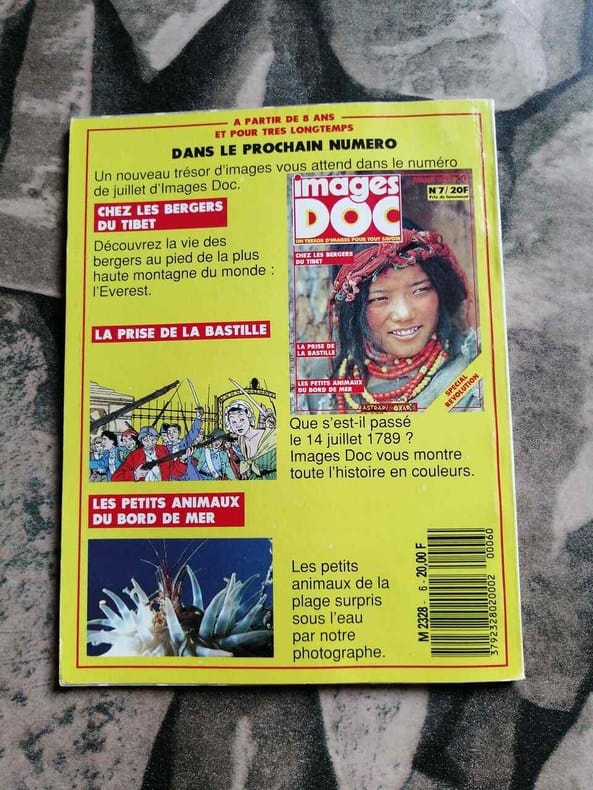 A PARTIR DE 8 ANS
ET POUR TRES LONGTEMPS
DANS LE PROCHAIN NUMERO
Un nouveau trésor d'images vous attend dans le numéro
de juillet d'Images Doc.
CHEZ LES BERGERS
DU TIBET
Découvrez la vie des
bergers au pied de la plus
haute montagne du monde :
l'Everest.
LA PRISE DE LA BASTILLE
images
DOC
UN TRESOR D'IMAGES POUR TOUT SAVOIR
N°7/20F
Prix de lancement
CHEZ LES BERGERS
DU TIBET
LA PRISE DE
LA BASTILLE
LES PETITS ANIMAUX
DU BORD DE MER
SPECIAL
REVOLUTION
Que s'est-il passé
le 14 juillet 1789 ?
Images Doc vous montre
toute l'histoire en couleurs.
LES PETITS ANIMAUX
DU BORD DE MER
Les petits
animaux de la
plage surpris
sous l'eau
par notre
photographe.
M 2328 - 6 - 20,00 F
3792328020002
00060